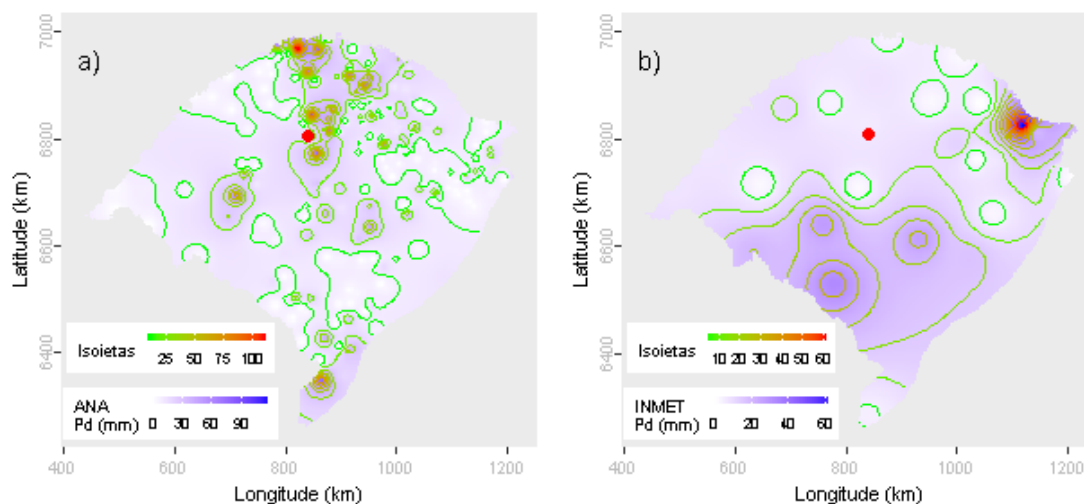 a)
Latitude (km)
7000
6800
6600
6400
Isoietas
25 50 75 100
ANA
Pd (mm) 0 30 60 90
400 600 800 1000 1200
Longitude (km)
b)
Latitude (km)
7000
6800
6600
6400
Isoietas
10 20 30 40 50 60
INMET
Pd (mm) 0 20 40 60
400 600 800 1000 1200
Longitude (km)